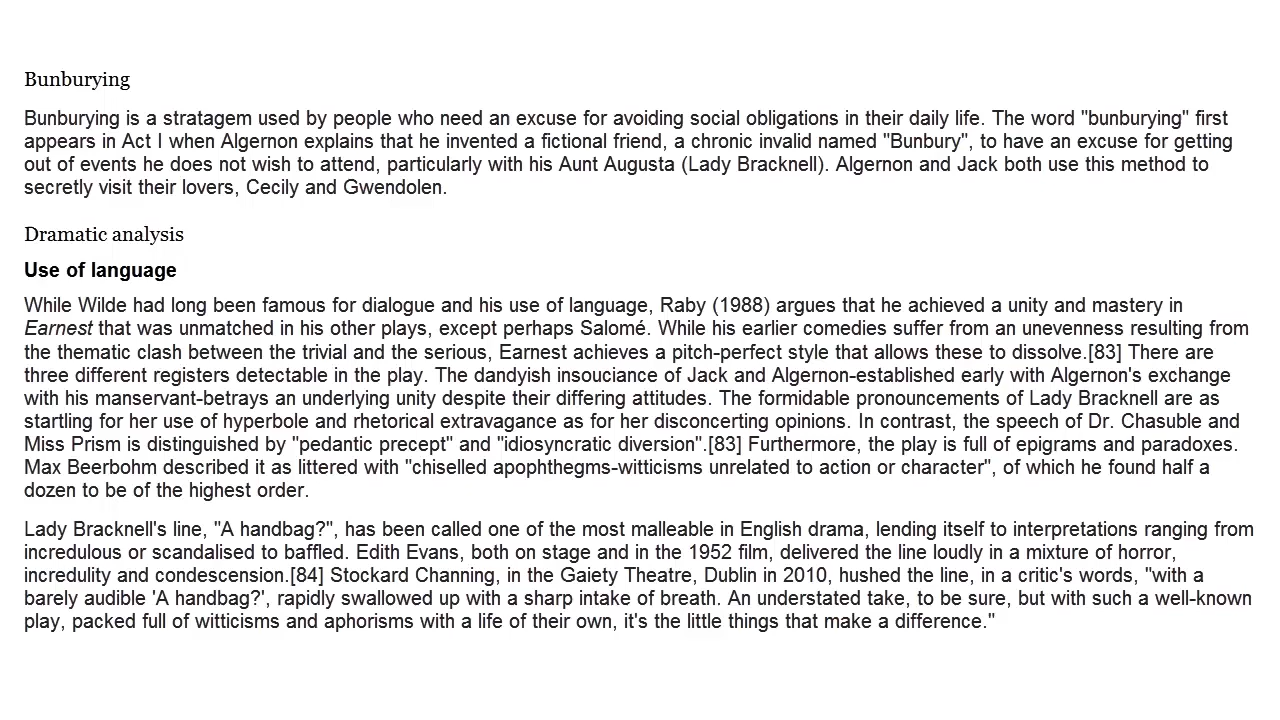 Bunburying
Bunburying is a stratagem used by people who need an excuse for avoiding social obligations in their daily life. The word "bunburying" first
appears in Act I when Algernon explains that he invented a fictional friend, a chronic invalid named "Bunbury", to have an excuse for getting
out of events he does not wish to attend, particularly with his Aunt Augusta (Lady Bracknell). Algernon and Jack both use this method to
secretly visit their lovers, Cecily and Gwendolen.
Dramatic analysis
Use of language
While Wilde had long been famous for dialogue and his use of language, Raby (1988) argues that he achieved a unity and mastery in
Earnest that was unmatched in his other plays, except perhaps Salomé. While his earlier comedies suffer from an unevenness resulting from
the thematic clash between the trivial and the serious, Earnest achieves a pitch-perfect style that allows these to dissolve.[83] There are
three different registers detectable in the play. The dandyish insouciance of Jack and Algernon-established early with Algernon's exchange
with his manservant-betrays an underlying unity despite their differing attitudes. The formidable pronouncements of Lady Bracknell are as
startling for her use of hyperbole and rhetorical extravagance as for her disconcerting opinions. In contrast, the speech of Dr. Chasuble and
Miss Prism is distinguished by "pedantic precept" and "idiosyncratic diversion".[83] Furthermore, the play is full of epigrams and paradoxes.
Max Beerbohm described it as littered with "chiselled apophthegms-witticisms unrelated to action or character", of which he found half a
dozen to be of the highest order.
Lady Bracknell's line, "A handbag?", has been called one of the most malleable in English drama, lending itself to interpretations ranging from
incredulous or scandalised to baffled. Edith Evans, both on stage and in the 1952 film, delivered the line loudly in a mixture of horror,
incredulity and condescension.[84] Stockard Channing, in the Gaiety Theatre, Dublin in 2010, hushed the line, in a critic's words, "with a
barely audible 'A handbag?', rapidly swallowed up with a sharp intake of breath. An understated take, to be sure, but with such a well-known
play, packed full of witticisms and aphorisms with a life of their own, it's the little things that make a difference."